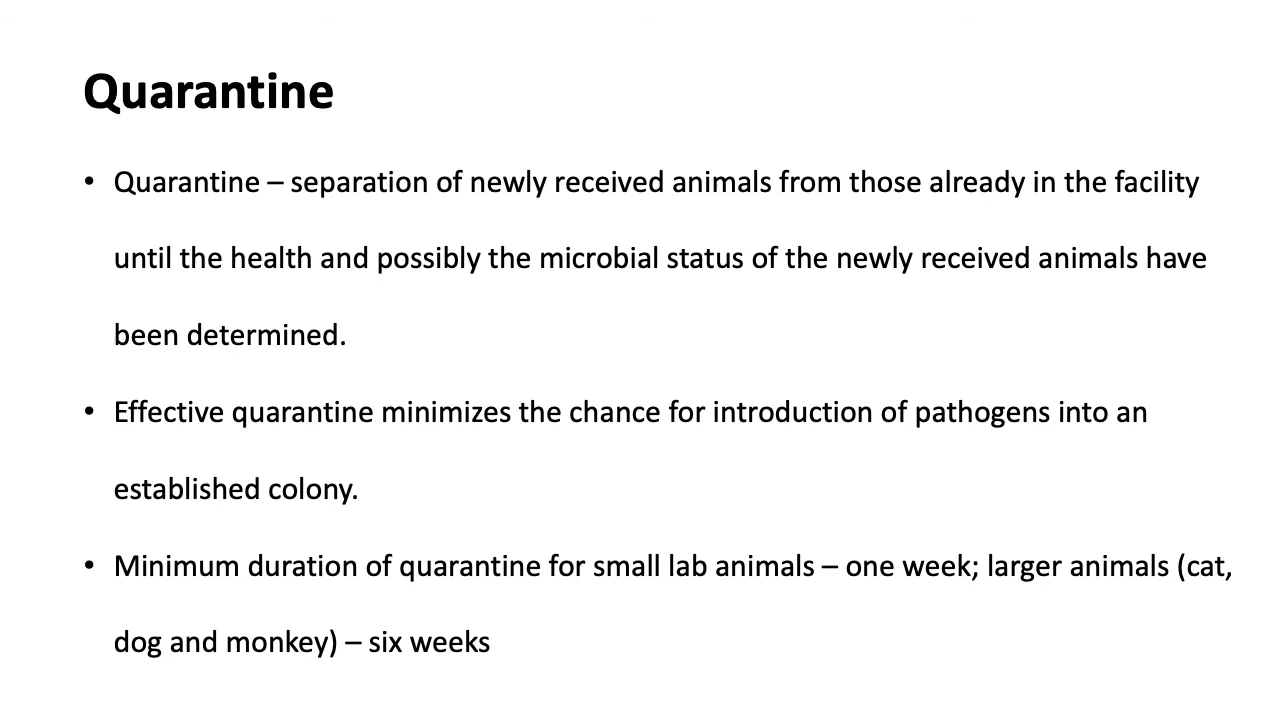 Quarantine
• Quarantine – separation of newly received animals from those already in the facility
until the health and possibly the microbial status of the newly received animals have
been determined.
• Effective quarantine minimizes the chance for introduction of pathogens into an
established colony.
• Minimum duration of quarantine for small lab animals – one week; larger animals (cat,
dog and monkey) – six weeks